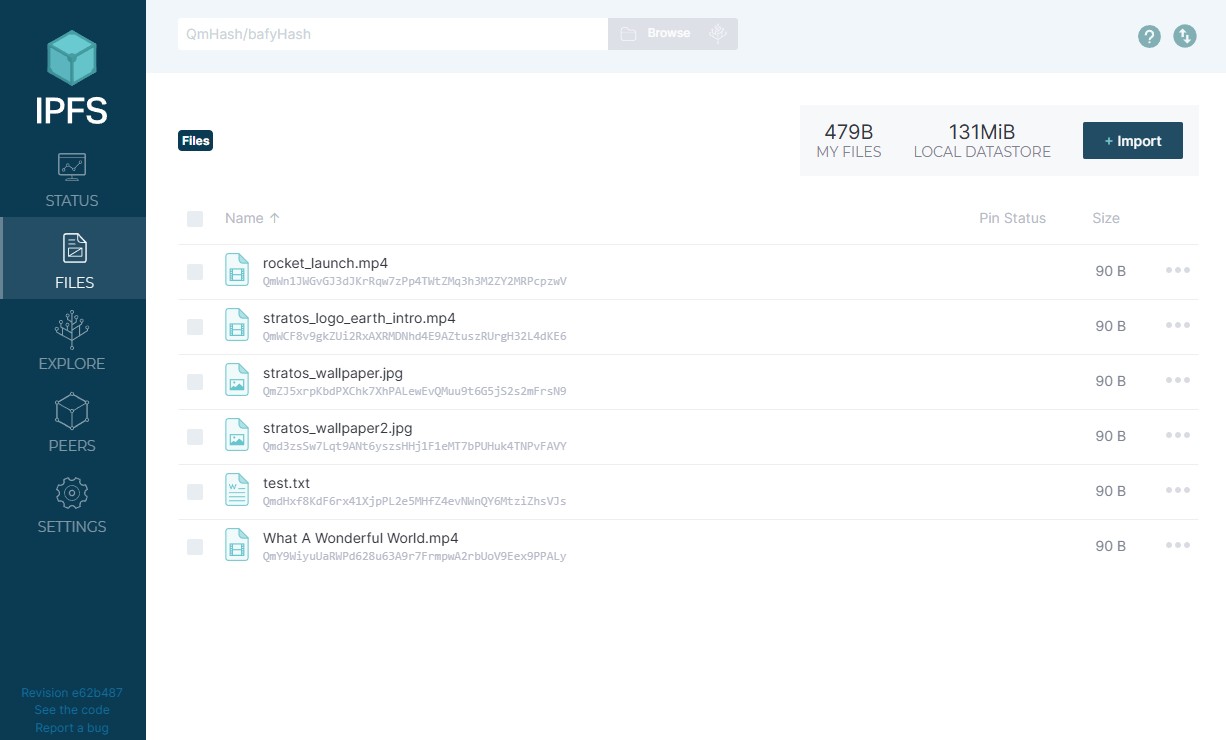 QmHash/bafyHash
Browse
IPFS
STATUS
FILES
EXPLORE
PEERS
SETTINGS
Revision e62b487
See the code
Report a bug
Files
479B
MY FILES
131MiB
LOCAL DATASTORE
+ Import
Name ↑ Pin Status Size
rocket_launch.mp4
QmWn1JWGvGJ3dJKrRqw7zPp4TWtZMq3h3M2ZY2MRPcpzwV
90 B
stratos_logo_earth_intro.mp4
QmWCF8v9gkZUi2RxAXRMDNhd4E9AZtuszRUrgH32L4dKE6
90 B
stratos_wallpaper.jpg
QmZJ5xrpKbdPXChk7XhPALewEvQMuu9t6G5jS2s2mFrsN9
90 B
stratos_wallpaper2.jpg
Qmd3zsSw7Lqt9ANt6yszsHHj1F1eMT7bPUHuk4TNPvFAVY
90 B
test.txt
QmdHxf8KdF6rx41XjpPL2e5MHfZ4evNWnQY6MtziZhsVJs
90 B
What A Wonderful World.mp4
QmY9WiyuUaRWPd628u63A9r7FrmpwA2rbUoV9Eex9PPALy
90 B